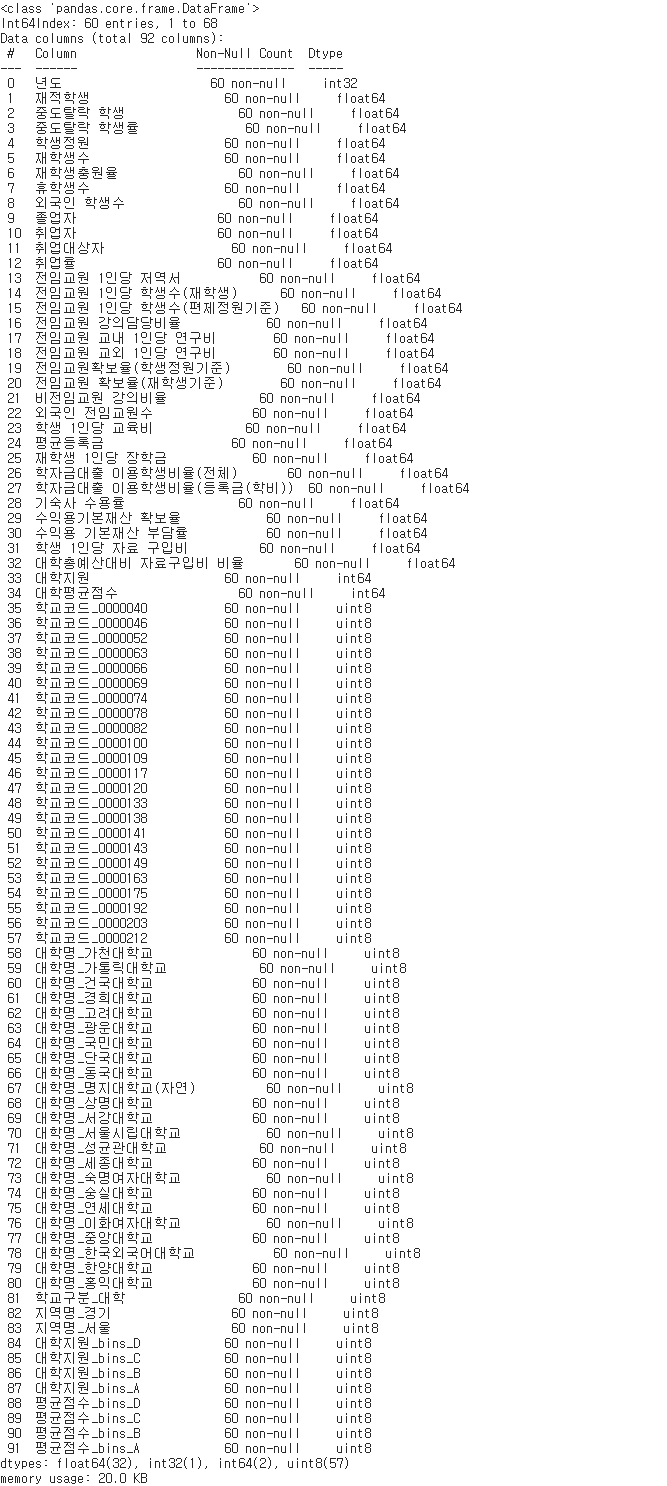 <class 'pandas.core.frame.DataFrame'>
Int64Index: 60 entries, 1 to 68
Data columns (total 92 columns):
 #   Column                 Non-Null Count  Dtype
---  ------                 --------------  -----
 0   년도                     60 non-null     int32
 1   재적학생                   60 non-null     float64
 2   중도탈락 학생                60 non-null     float64
 3   중도탈락 학생률               60 non-null     float64
 4   학생정원                   60 non-null     float64
 5   재학생수                   60 non-null     float64
 6   재학생충원율                 60 non-null     float64
 7   휴학생수                   60 non-null     float64
 8   외국인 학생수                60 non-null     float64
 9   졸업자                    60 non-null     float64
 10  취업자                    60 non-null     float64
 11  취업대상자                  60 non-null     float64
 12  취업률                    60 non-null     float64
 13  전임교원 1인당 저역서           60 non-null     float64
 14  전임교원 1인당 학생수(재학생)      60 non-null     float64
 15  전임교원 1인당 학생수(편제정원기준)   60 non-null     float64
 16  전임교원 강의담당비율            60 non-null     float64
 17  전임교원 교내 1인당 연구비        60 non-null     float64
 18  전임교원 교외 1인당 연구비        60 non-null     float64
 19  전임교원확보율(학생정원기준)       60 non-null     float64
 20  전임교원 확보율(재학생기준)       60 non-null     float64
 21  비전임교원 강의비율            60 non-null     float64
 22  외국인 전임교원수              60 non-null     float64
 23  학생 1인당 교육비             60 non-null     float64
 24  평균등록금                  60 non-null     float64
 25  재학생 1인당 장학금            60 non-null     float64
 26  학자금대출 이용학생비율(전체)      60 non-null     float64
 27  학자금대출 이용학생비율(등록금(학비))  60 non-null     float64
 28  기숙사 수용률                60 non-null     float64
 29  수익용기본재산 확보율           60 non-null     float64
 30  수익용 기본재산 부담률          60 non-null     float64
 31  학생 1인당 자료 구입비          60 non-null     float64
 32  대학총예산대비 자료구입비 비율      60 non-null     float64
 33  대학지원                   60 non-null     int64
 34  대학평균점수                 60 non-null     int64
 35  학교코드_0000040           60 non-null     uint8
 36  학교코드_0000046           60 non-null     uint8
 37  학교코드_0000052           60 non-null     uint8
 38  학교코드_0000063           60 non-null     uint8
 39  학교코드_0000066           60 non-null     uint8
 40  학교코드_0000069           60 non-null     uint8
 41  학교코드_0000074           60 non-null     uint8
 42  학교코드_0000078           60 non-null     uint8
 43  학교코드_0000082           60 non-null     uint8
 44  학교코드_0000100           60 non-null     uint8
 45  학교코드_0000109           60 non-null     uint8
 46  학교코드_0000117           60 non-null     uint8
 47  학교코드_0000120           60 non-null     uint8
 48  학교코드_0000133           60 non-null     uint8
 49  학교코드_0000138           60 non-null     uint8
 50  학교코드_0000141           60 non-null     uint8
 51  학교코드_0000143           60 non-null     uint8
 52  학교코드_0000149           60 non-null     uint8
 53  학교코드_0000163           60 non-null     uint8
 54  학교코드_0000175           60 non-null     uint8
 55  학교코드_0000192           60 non-null     uint8
 56  학교코드_0000203           60 non-null     uint8
 57  학교코드_0000212           60 non-null     uint8
 58  대학명_가천대학교              60 non-null     uint8
 59  대학명_가톨릭대학교             60 non-null     uint8
 60  대학명_건국대학교              60 non-null     uint8
 61  대학명_경희대학교              60 non-null     uint8
 62  대학명_고려대학교              60 non-null     uint8
 63  대학명_광운대학교              60 non-null     uint8
 64  대학명_국민대학교              60 non-null     uint8
 65  대학명_단국대학교              60 non-null     uint8
 66  대학명_동국대학교              60 non-null     uint8
 67  대학명_명지대학교(자연)          60 non-null     uint8
 68  대학명_상명대학교              60 non-null     uint8
 69  대학명_서강대학교              60 non-null     uint8
 70  대학명_서울시립대학교            60 non-null     uint8
 71  대학명_성균관대학교             60 non-null     uint8
 72  대학명_세종대학교              60 non-null     uint8
 73  대학명_숙명여자대학교            60 non-null     uint8
 74  대학명_숭실대학교              60 non-null     uint8
 75  대학명_연세대학교              60 non-null     uint8
 76  대학명_이화여자대학교            60 non-null     uint8
 77  대학명_중앙대학교              60 non-null     uint8
 78  대학명_한국외국어대학교           60 non-null     uint8
 79  대학명_한양대학교              60 non-null     uint8
 80  대학명_홍익대학교              60 non-null     uint8
 81  학교구분_대학                60 non-null     uint8
 82  지역명_경기                 60 non-null     uint8
 83  지역명_서울                 60 non-null     uint8
 84  대학지원_bins_D            60 non-null     uint8
 85  대학지원_bins_C            60 non-null     uint8
 86  대학지원_bins_B            60 non-null     uint8
 87  대학지원_bins_A            60 non-null     uint8
 88  평균점수_bins_D            60 non-null     uint8
 89  평균점수_bins_C            60 non-null     uint8
 90  평균점수_bins_B            60 non-null     uint8
 91  평균점수_bins_A            60 non-null     uint8
dtypes: float64(32), int32(1), int64(2), uint8(57)
memory usage: 20.0 KB